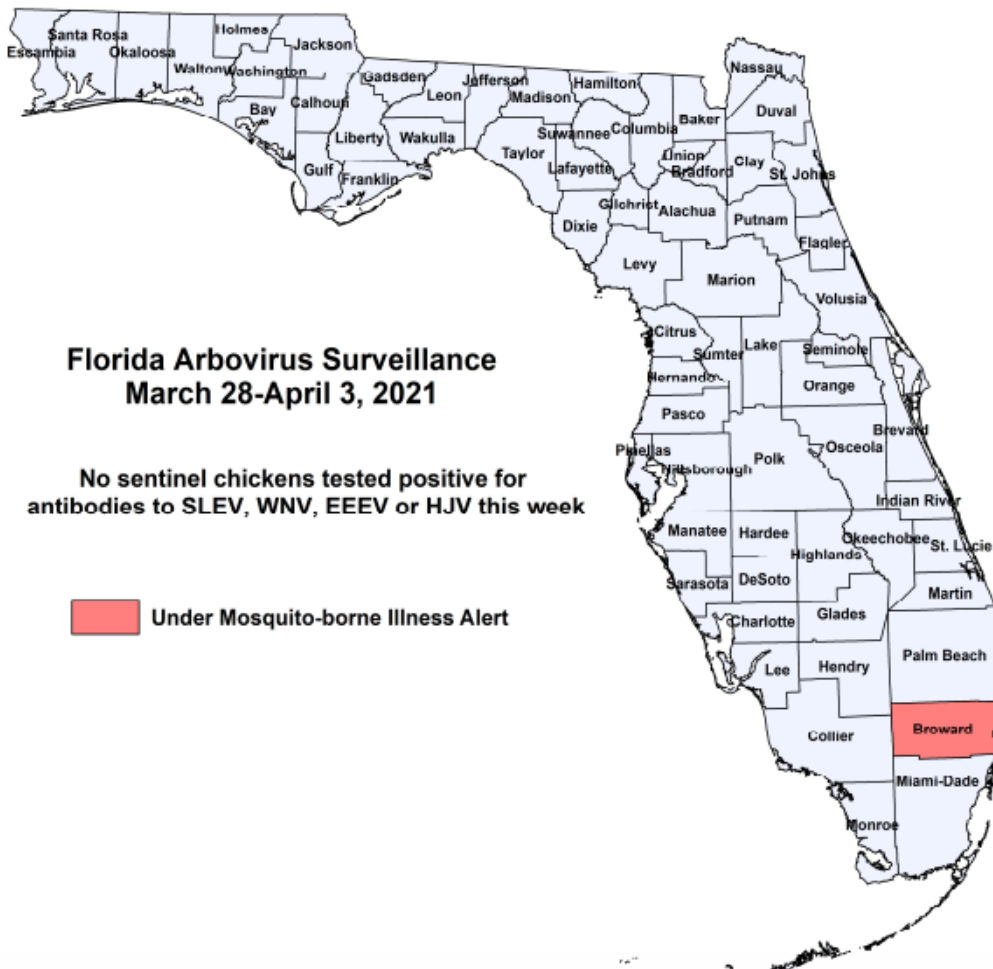 Holmes
Santa Rosa
Jackson
Escambia
Okaloosa
Walton
Washington
Gadsden
Jefferson
Hamilton
Nassau
Leon
Madison
Calhoun
Bay
Duval
Baker
Suwannee
Columbia
Liberty
Wakulla
Taylor
Union
Clay
Lafayette
Bradford
St. Johns
Gulf
Franklin
Gilchrist
Alachua
Putnam
Dixie
Flagler
Levy
Marion
Volusia
Citrus
Lake
Sumter
Seminole
Florida Arbovirus Surveillance
March 28-April 3, 2021
Hernando
Orange
Pasco
Brevard
Osceola
Pinellas
Polk
Hillsborough
No sentinel chickens tested positive for
antibodies to SLEV, WNV, EEEV or HJV this week
Indian River
Manatee
Hardee
Okeechobee
St. Lucie
Highlands
Sarasota
DeSoto
Martin
Under Mosquito-borne Illness Alert
Charlotte
Glades
Palm Beach
Lee
Hendry
Broward
Collier
Miami-Dade
Monroe